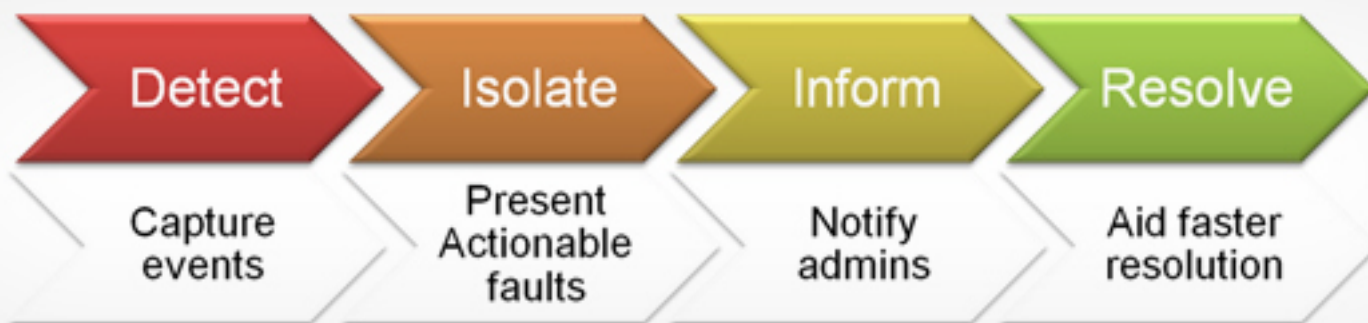 Detect
Isolate
Inform
Resolve
Capture
events
Present
Actionable
faults
Notify
admins
Aid faster
resolution